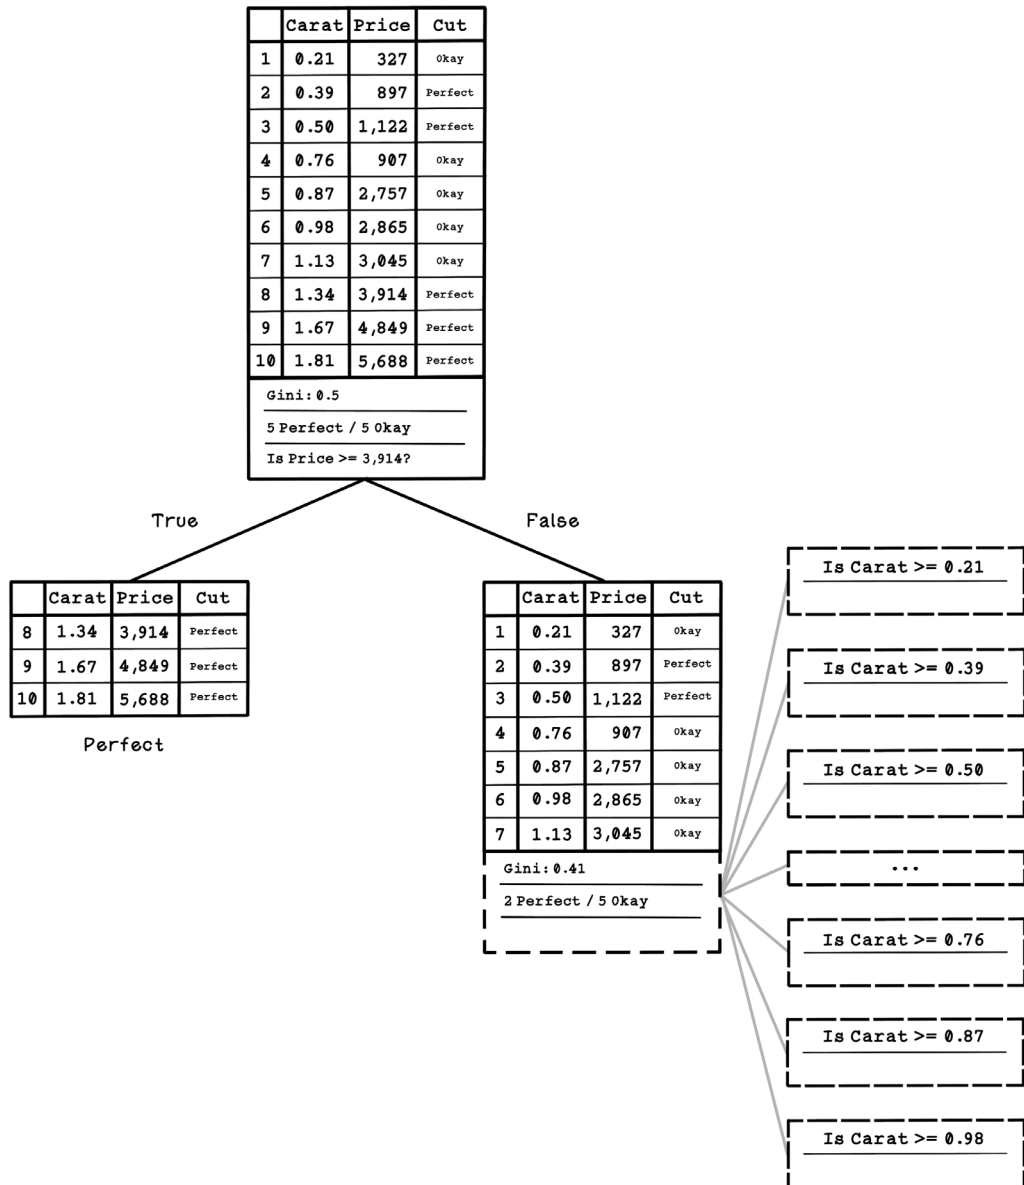 Carat Price Cut
1 0.21 327 Okay
2 0.39 897 Perfect
3 0.50 1,122 Perfect
4 0.76 907 Okay
5 0.87 2,757 Okay
6 0.98 2,865 Okay
7 1.13 3,045 Okay
8 1.34 3,914 Perfect
9 1.67 4,849 Perfect
10 1.81 5,688 Perfect
Gini: 0.5
5 Perfect / 5 Okay
Is Price >= 3,914?
True
False
Carat Price Cut
8 1.34 3,914 Perfect
9 1.67 4,849 Perfect
10 1.81 5,688 Perfect
Perfect
Carat Price Cut
1 0.21 327 Okay
2 0.39 897 Perfect
3 0.50 1,122 Perfect
4 0.76 907 Okay
5 0.87 2,757 Okay
6 0.98 2,865 Okay
7 1.13 3,045 Okay
Gini: 0.41
2 Perfect / 5 Okay
Is Carat >= 0.21
Is Carat >= 0.39
Is Carat >= 0.50
...
Is Carat >= 0.76
Is Carat >= 0.87
Is Carat >= 0.98